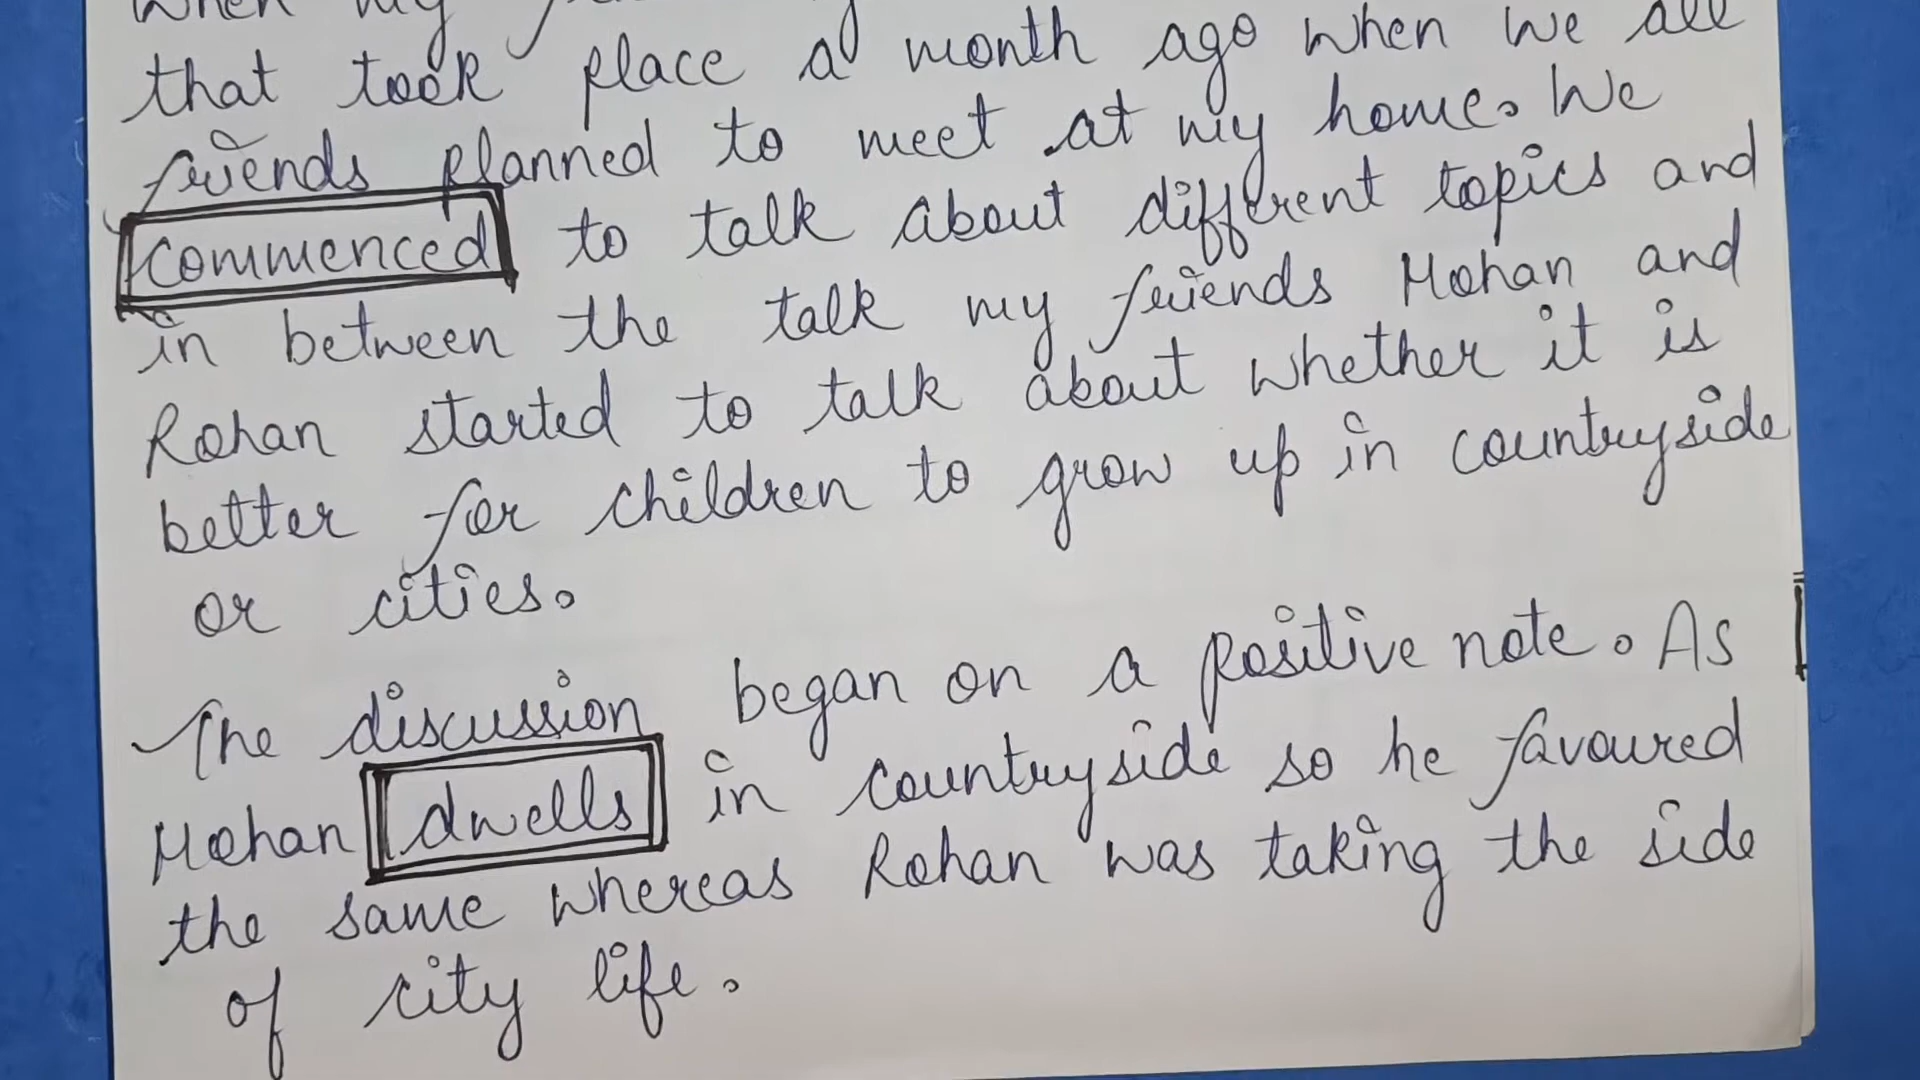 when my
that took place a month ago when we all
friends planned to meet at my home. We
commenced to talk about different topics and
in between the talk my friends Mohan and
Rohan started to talk about whether it is
better for children to grow up in countryside
or cities.
The discussion began on a positive note. As
Mohan dwells in countryside so he favoured
the same whereas Rohan was taking the side
of city life.